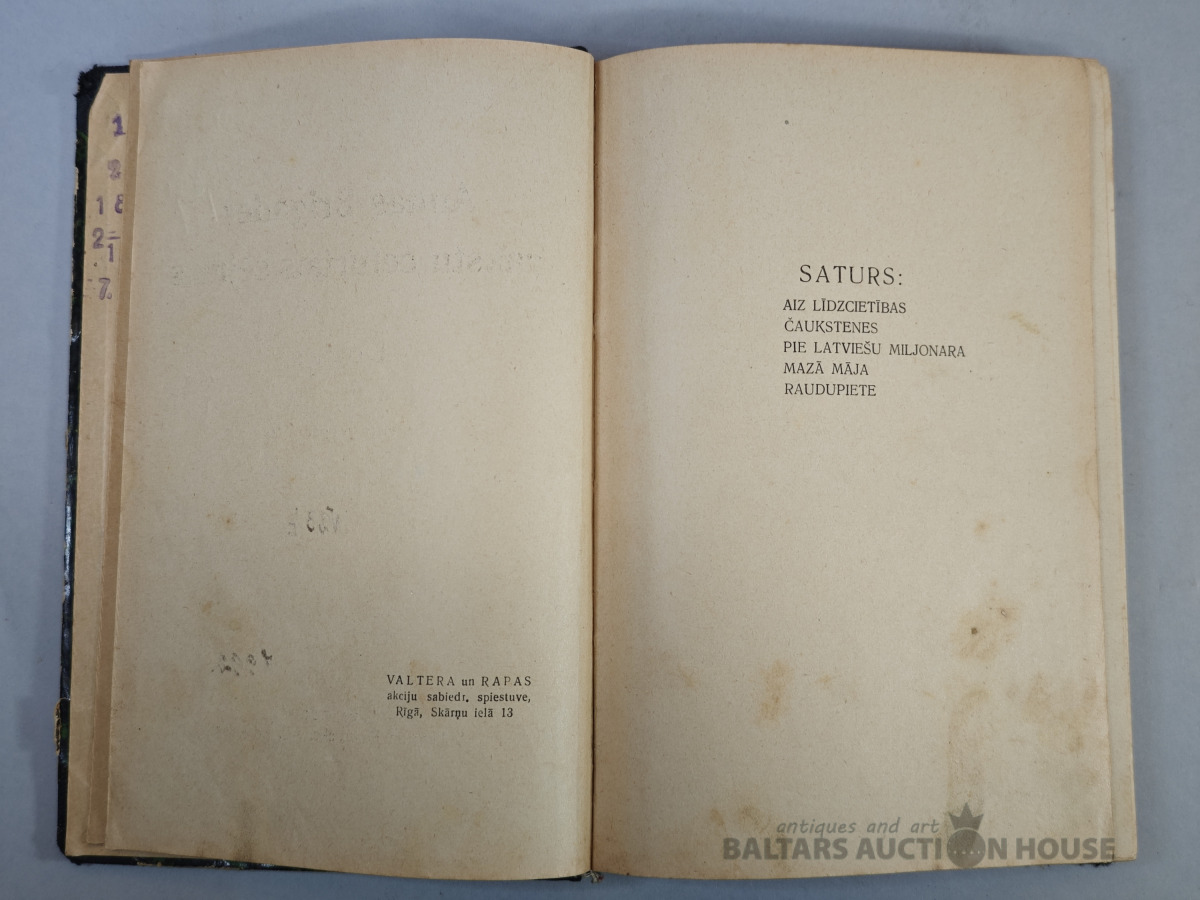 1
2
18
2=
1
7.
VALTERA un RAPAS
akciju sabiedr. spiestuve,
Rīgā, Skārņu ielā 13
SATURS:
AIZ LĪDZCIETĪBAS
ČAUKSTENES
PIE LATVIEŠU MILJONARA
MAZĀ MĀJA
RAUDUPIETE
antiques and art
BALTARS AUCTION HOUSE